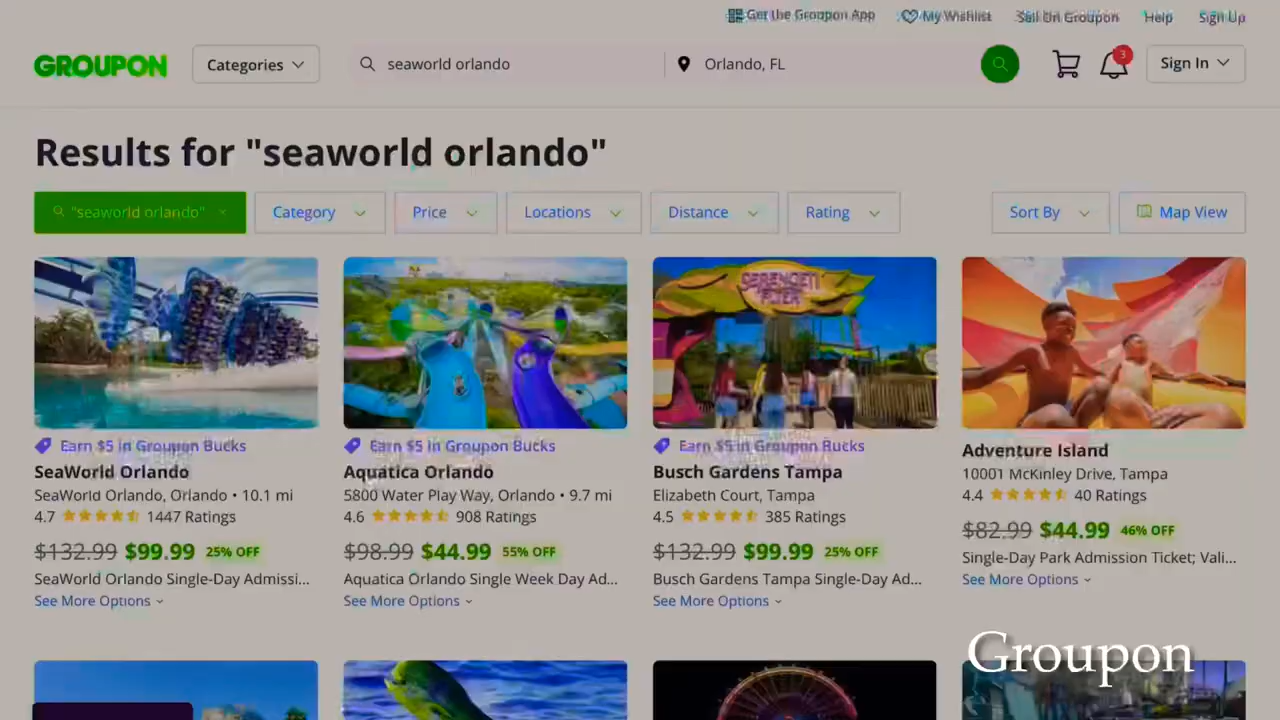 Get the Groupon App My Wishlist Sell On Groupon Help Sign Up
GROUPON Categories seaworld orlando Orlando, FL 3 Sign In
Results for "seaworld orlando"
"seaworld orlando" × Category Price Locations Distance Rating Sort By Map View
SERENGETI FLYER
Earn $5 in Groupon Bucks Earn $5 in Groupon Bucks Earn $5 in Groupon Bucks
SeaWorld Orlando Aquatica Orlando Busch Gardens Tampa Adventure Island
SeaWorld Orlando, Orlando • 10.1 mi 5800 Water Play Way, Orlando • 9.7 mi Elizabeth Court, Tampa 10001 McKinley Drive, Tampa
4.7 1447 Ratings 4.6 908 Ratings 4.5 385 Ratings 4.4 40 Ratings
$132.99 $99.99 25% OFF $98.99 $44.99 55% OFF $132.99 $99.99 25% OFF $82.99 $44.99 46% OFF
SeaWorld Orlando Single-Day Admissi... Aquatica Orlando Single Week Day Ad... Busch Gardens Tampa Single-Day Ad... Single-Day Park Admission Ticket; Vali...
See More Options See More Options See More Options See More Options
Groupon